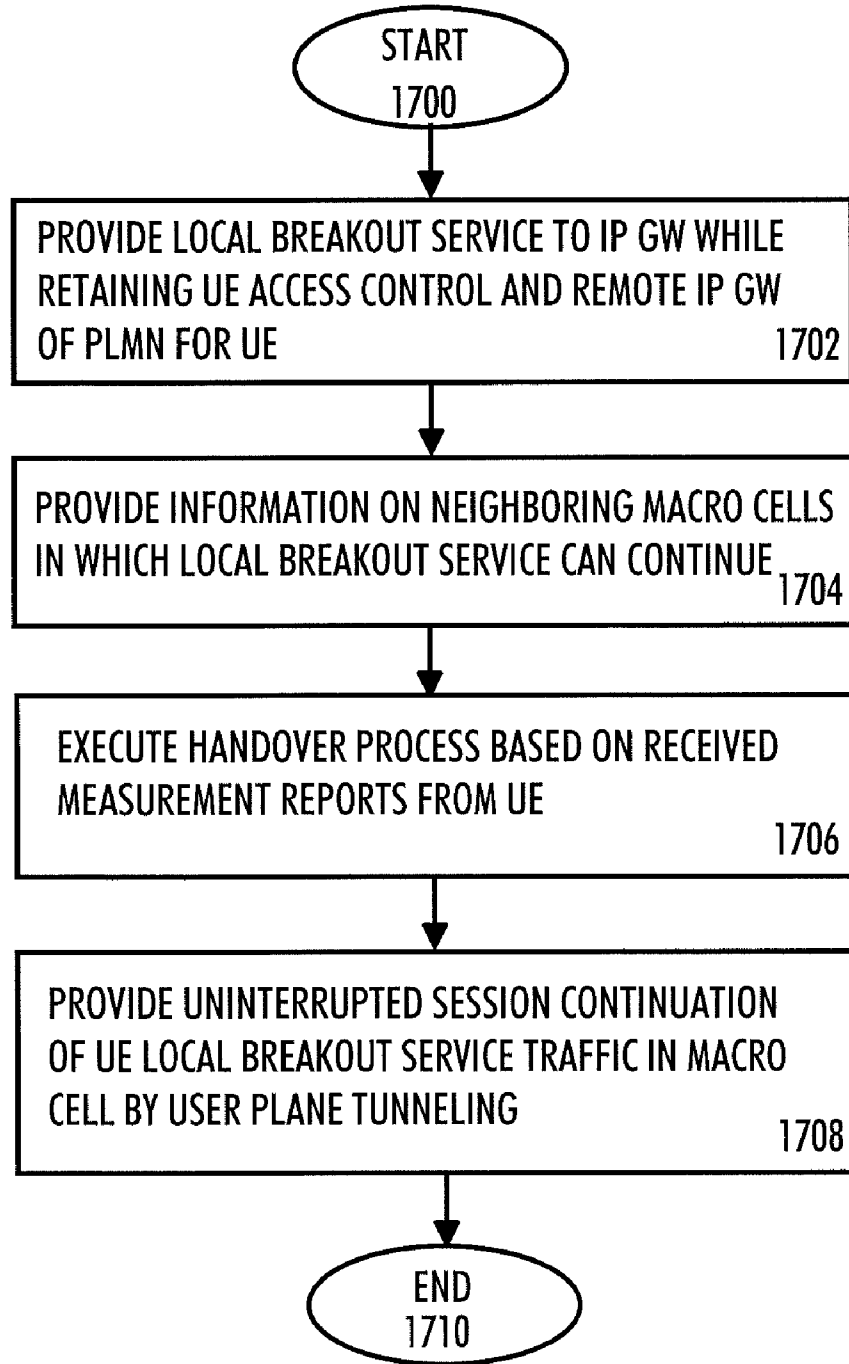 START
1700
PROVIDE LOCAL BREAKOUT SERVICE TO IP GW WHILE
RETAINING UE ACCESS CONTROL AND REMOTE IP GW
OF PLMN FOR UE
1702
PROVIDE INFORMATION ON NEIGHBORING MACRO CELLS
IN WHICH LOCAL BREAKOUT SERVICE CAN CONTINUE
1704
EXECUTE HANDOVER PROCESS BASED ON RECEIVED
MEASUREMENT REPORTS FROM UE
1706
PROVIDE UNINTERRUPTED SESSION CONTINUATION
OF UE LOCAL BREAKOUT SERVICE TRAFFIC IN MACRO
CELL BY USER PLANE TUNNELING
1708
END
1710